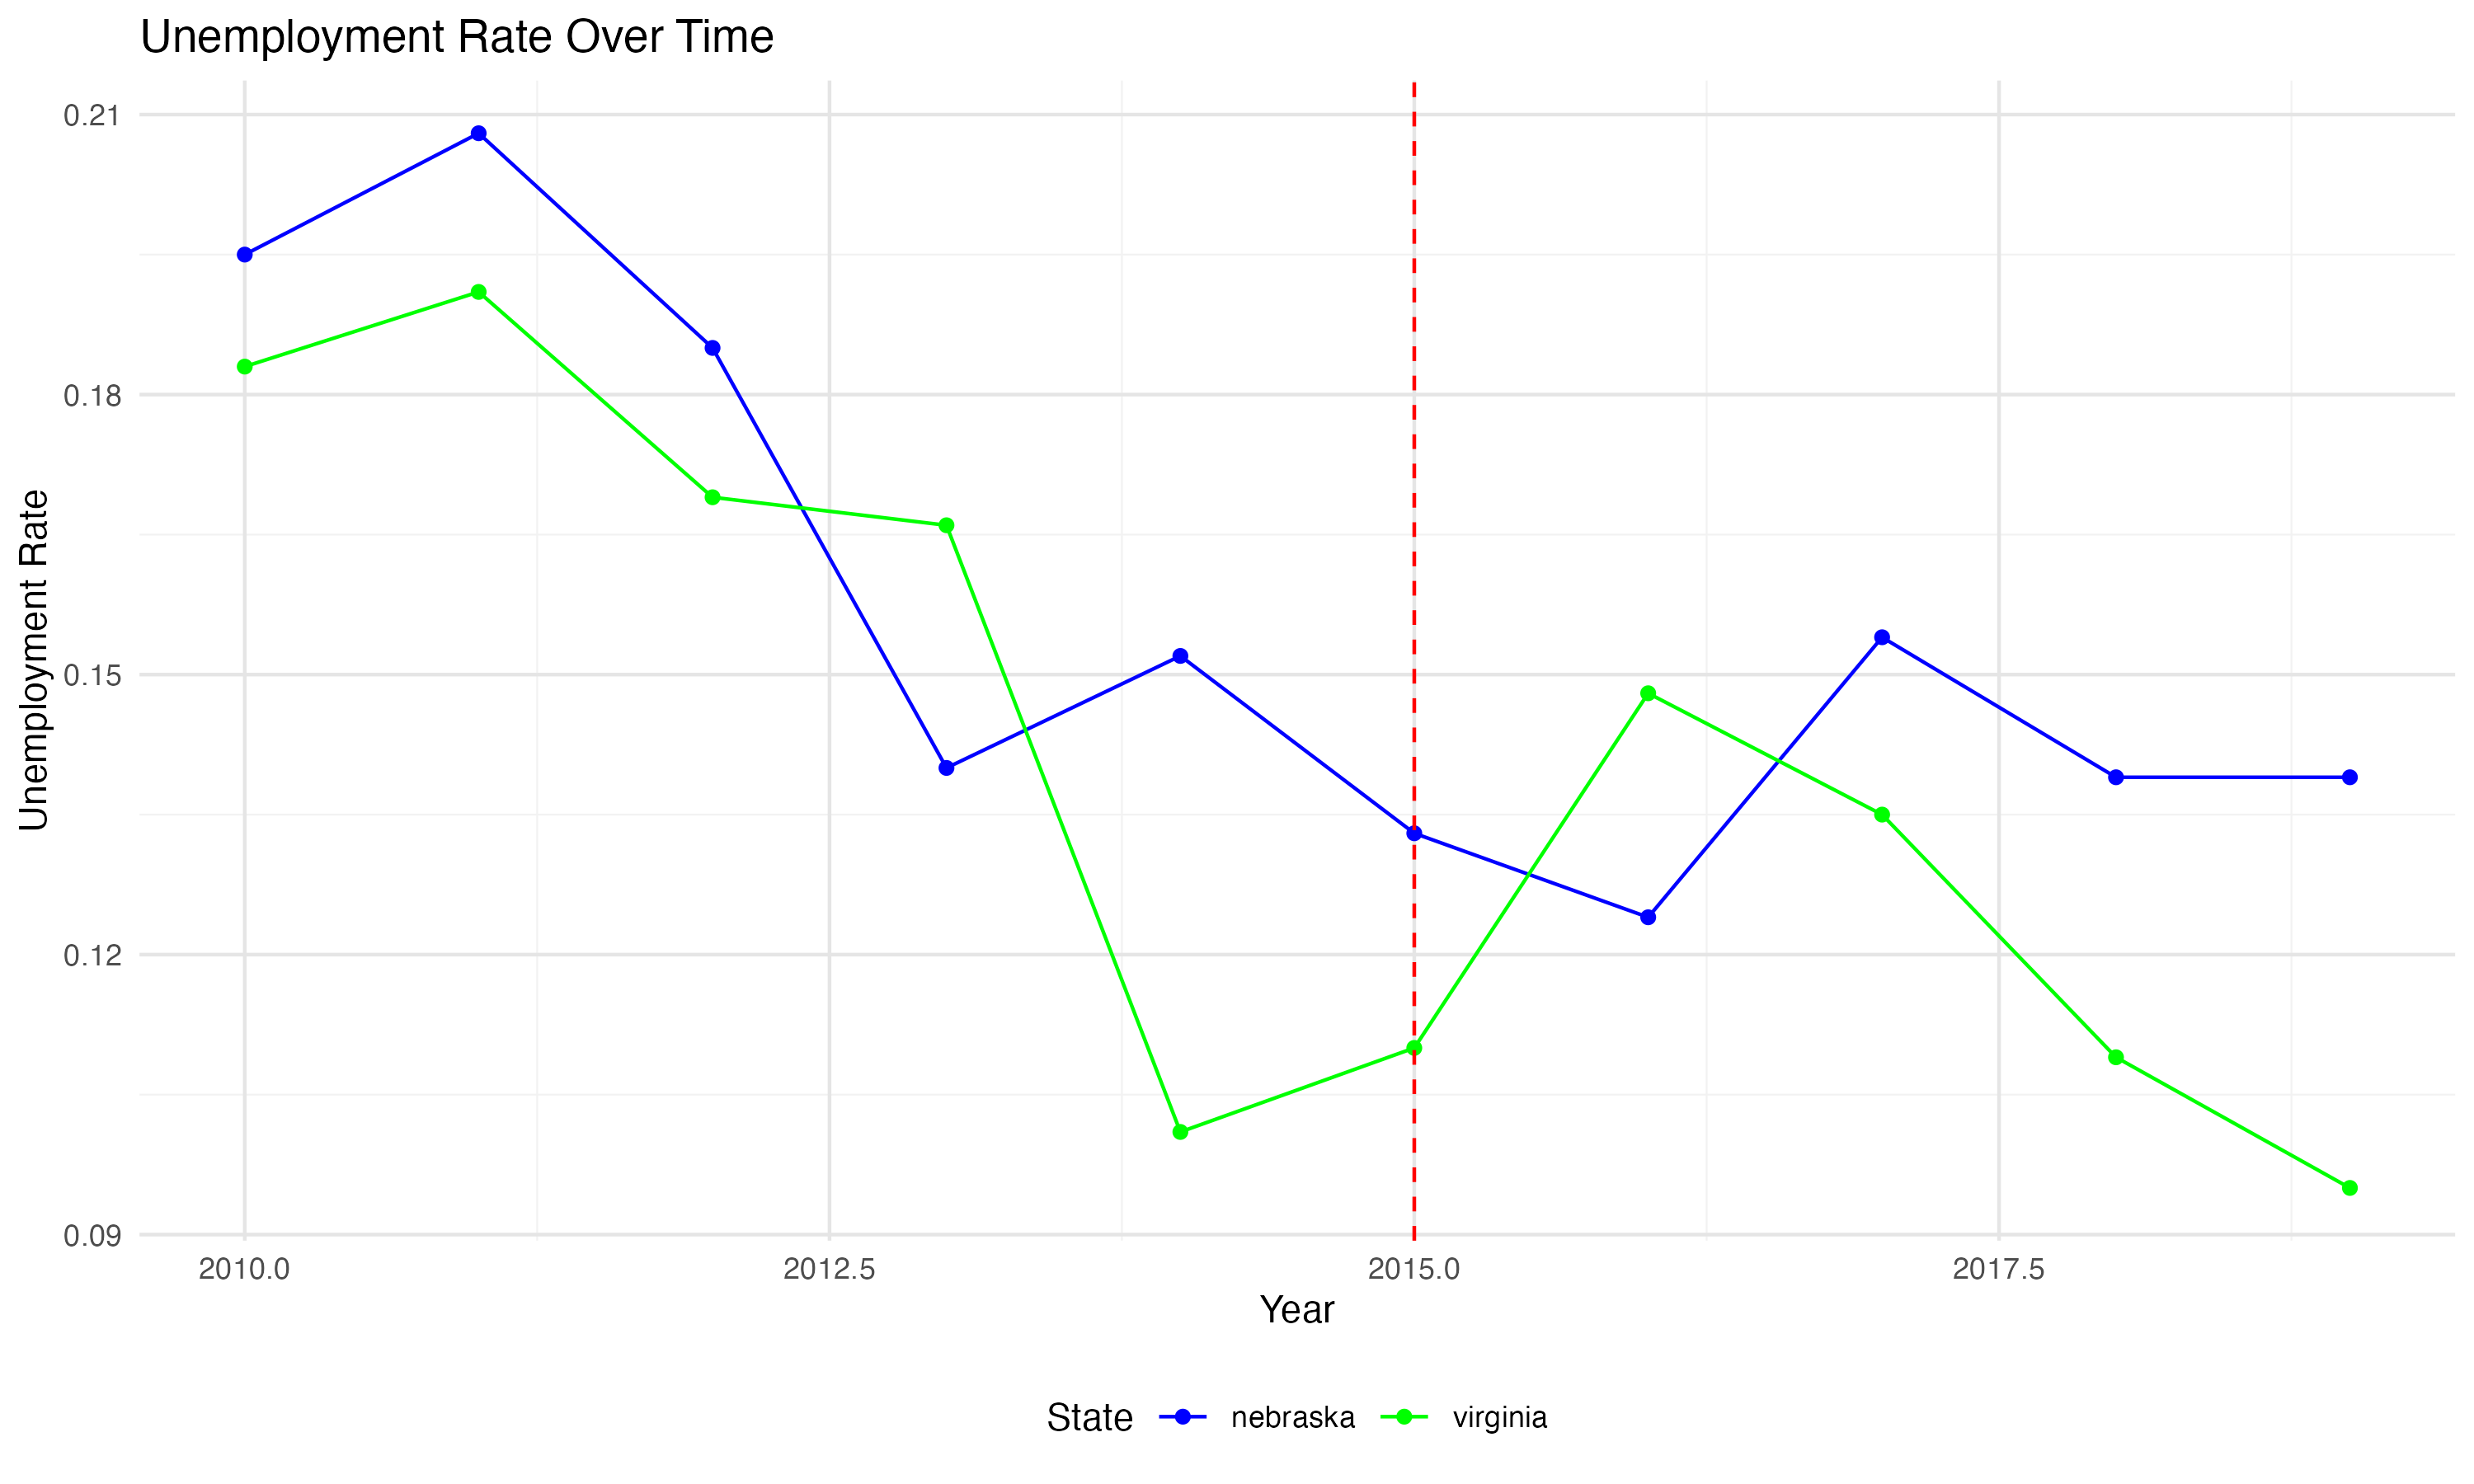 Unemployment Rate Over Time
Unemployment Rate
0.21
0.18
0.15
0.12
0.09
2010.0 2012.5 2015.0 2017.5
Year
State nebraska virginia